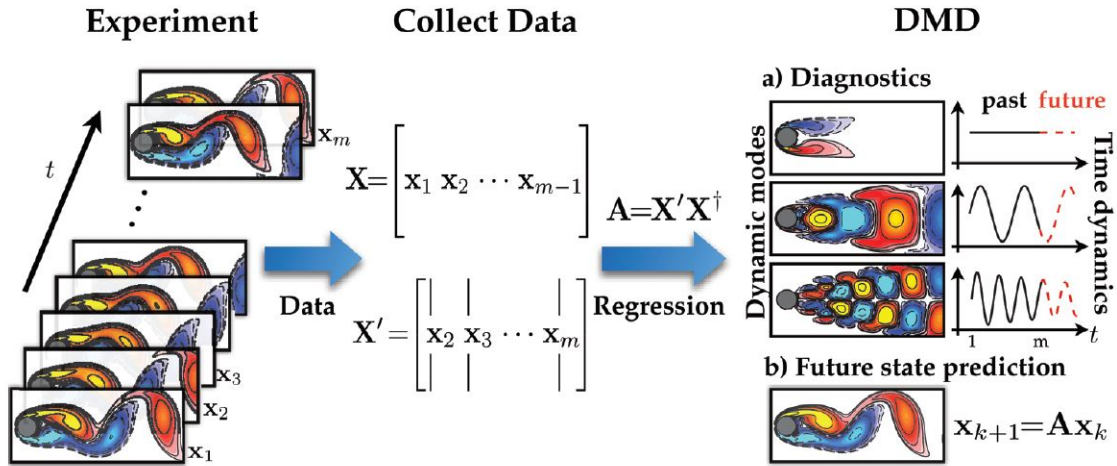 Experiment
t
x_m
x_3
x_2
x_1
Data
Collect Data
X= [ x_1 x_2 ⋯ x_{m−1} ]
X′= [ x_2 x_3 ⋯ x_m ]
A=X′X†
Regression
DMD
a) Diagnostics
Dynamic modes
past future
Time dynamics
1 m t
b) Future state prediction
x_{k+1}=Ax_k